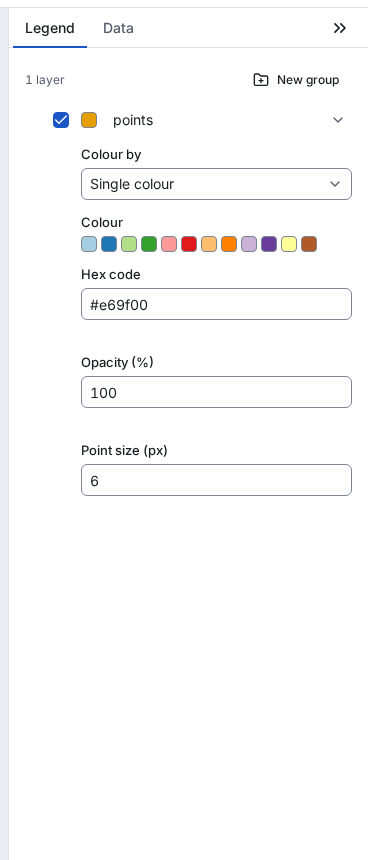 Legend Data
1 layer New group
points
Colour by
Single colour
Colour
Hex code
#e69f00
Opacity (%)
100
Point size (px)
6